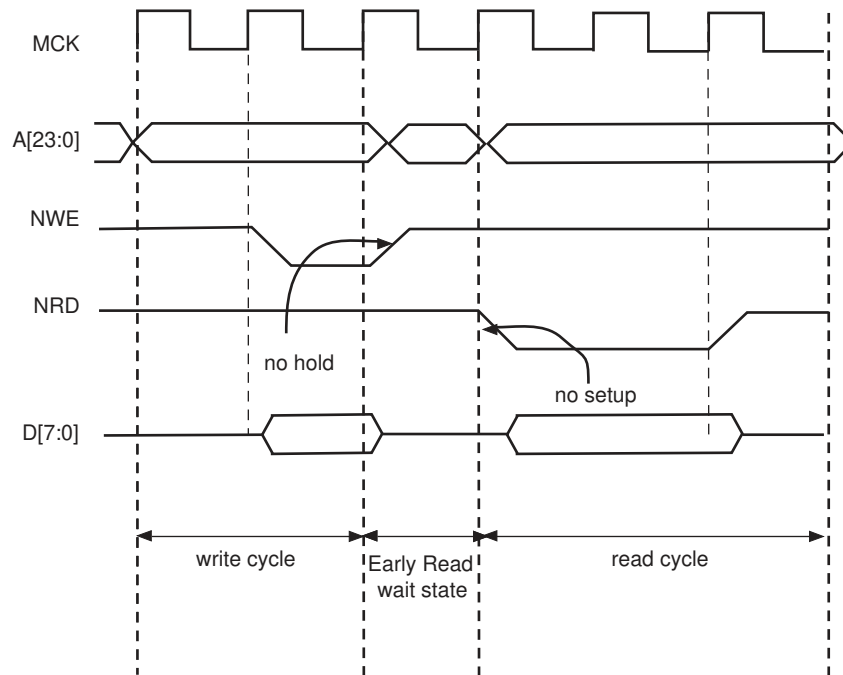 MCK
A[23:0]
NWE
NRD
no hold
no setup
D[7:0]
write cycle
Early Read
wait state
read cycle